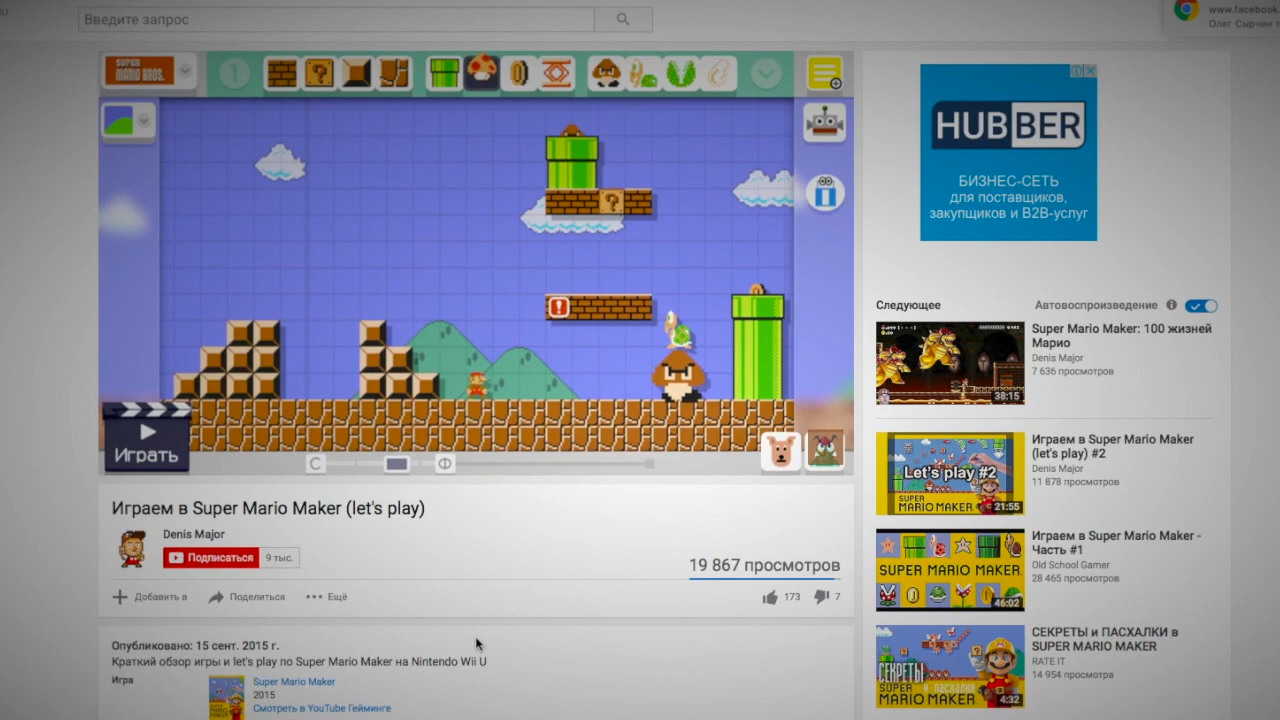 Введите запрос
www.facebook
Олег Сырчин
SUPER
MARIO BROS.
1
Играть
Играем в Super Mario Maker (let's play)
Denis Major
Подписаться
9 тыс.
19 867 просмотров
Добавить в
Поделиться
Ещё
173
7
Опубликовано: 15 сент. 2015 г.
Краткий обзор игры и let's play по Super Mario Maker на Nintendo Wii U
Игра
Super Mario Maker
2015
Смотреть в YouTube Гейминге
HUBBER
БИЗНЕС-СЕТЬ
для поставщиков,
закупщиков и B2B-услуг
Следующее
Автовоспроизведение
38:15
Super Mario Maker: 100 жизней
Марио
Denis Major
7 636 просмотров
Let's play #2
SUPER
MARIO MAKER
21:55
Играем в Super Mario Maker
(let's play) #2
Denis Major
11 878 просмотров
SUPER MARIO MAKER
46:02
Играем в Super Mario Maker -
Часть #1
Old School Gamer
28 465 просмотров
СЕКРЕТЫ
и пасхалки
SUPER
MARIO MAKER
4:32
СЕКРЕТЫ и ПАСХАЛКИ в
SUPER MARIO MAKER
RATE IT
14 954 просмотра